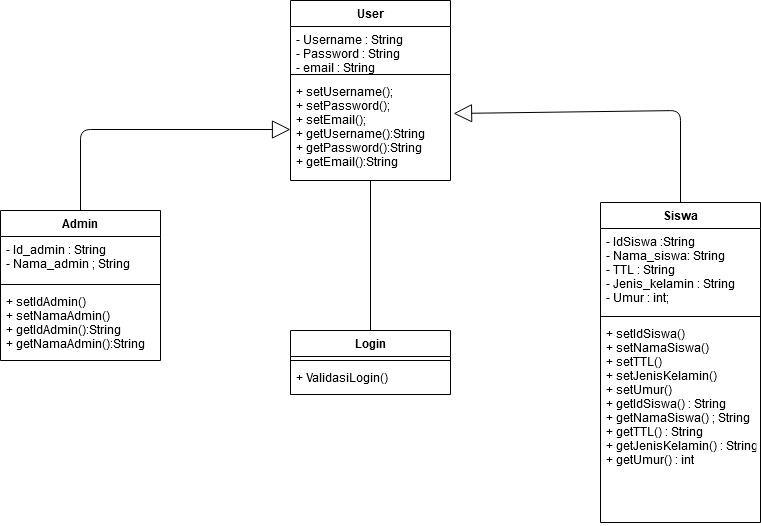 User
- Username : String
- Password : String
- email : String
+ setUsername();
+ setPassword();
+ setEmail();
+ getUsername():String
+ getPassword():String
+ getEmail():String
Admin
- Id_admin : String
- Nama_admin ; String
+ setIdAdmin()
+ setNamaAdmin()
+ getIdAdmin():String
+ getNamaAdmin():String
Login
+ ValidasiLogin()
Siswa
- IdSiswa :String
- Nama_siswa: String
- TTL : String
- Jenis_kelamin : String
- Umur : int;
+ setIdSiswa()
+ setNamaSiswa()
+ setTTL()
+ setJenisKelamin()
+ setUmur()
+ getIdSiswa() : String
+ getNamaSiswa() ; String
+ getTTL() : String
+ getJenisKelamin() : String
+ getUmur() : int